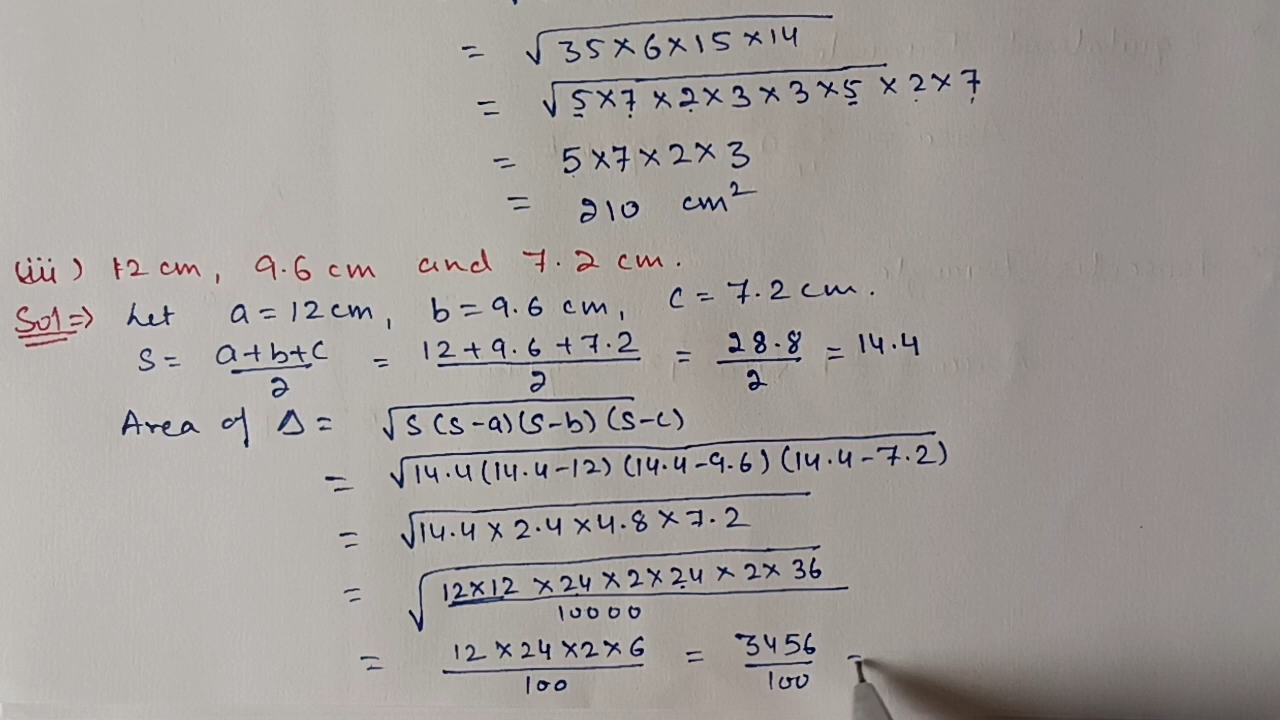 = √35×6×15×14
= √5×7×2×3×3×5×2×7
= 5×7×2×3
= 210 cm²
(iii) 12 cm, 9.6 cm and 7.2 cm.
Sol⇒ Let a=12cm, b=9.6 cm, c=7.2cm.
S= a+b+c/2 = 12+9.6+7.2/2 = 28.8/2 = 14.4
Area of Δ= √S(S-a)(S-b)(S-c)
= √14.4(14.4-12)(14.4-9.6)(14.4-7.2)
= √14.4×2.4×4.8×7.2
= √12×12×24×2×24×2×36/10000
= 12×24×2×6/100 = 3456/100 =